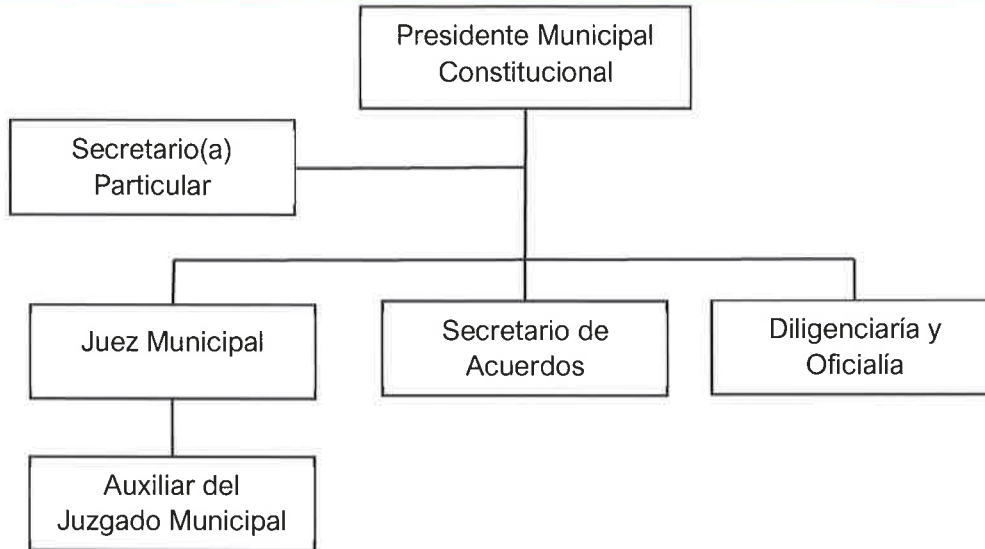 Presidente Municipal
Constitucional
Secretario(a)
Particular
Juez Municipal
Secretario de
Acuerdos
Diligenciaría y
Oficialía
Auxiliar del
Juzgado Municipal